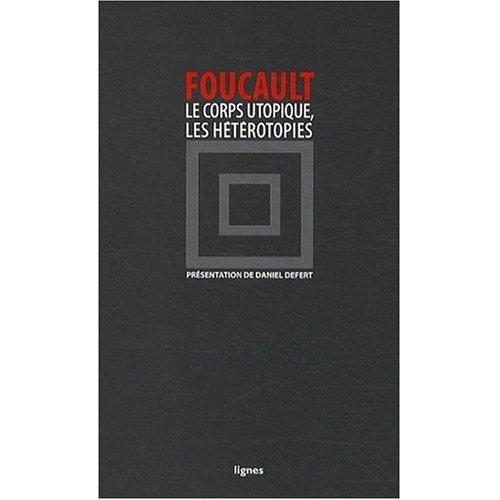 FOUCAULT
LE CORPS UTOPIQUE,
LES HÉTÉROTOPIES
PRÉSENTATION DE DANIEL DEFERT
lignes